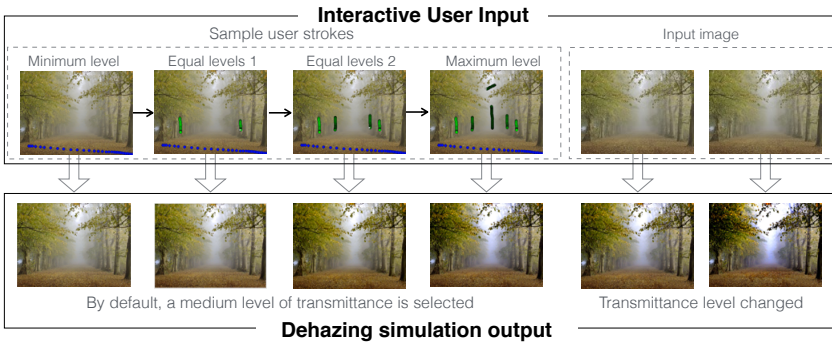 Interactive User Input
Sample user strokes
Input image
Minimum level
Equal levels 1
Equal levels 2
Maximum level
By default, a medium level of transmittance is selected
Transmittance level changed
Dehazing simulation output